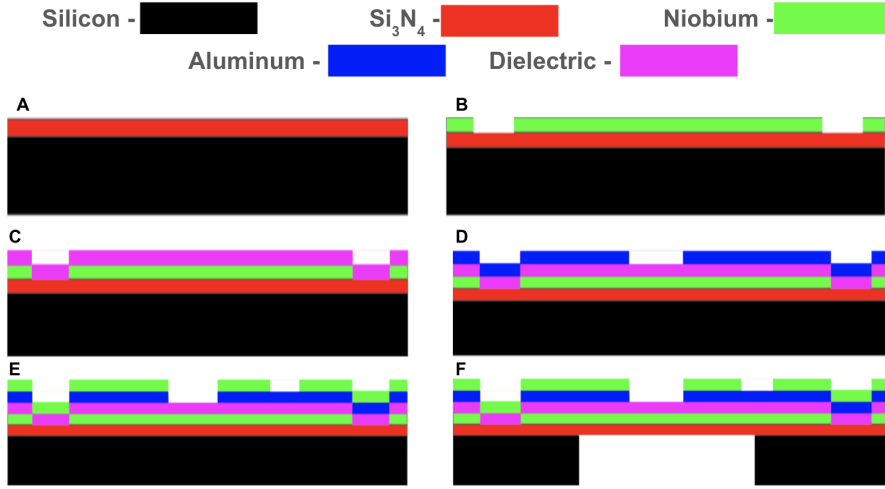 Silicon - Si₃N₄- Niobium -
Aluminum - Dielectric -
A B
C D
E F